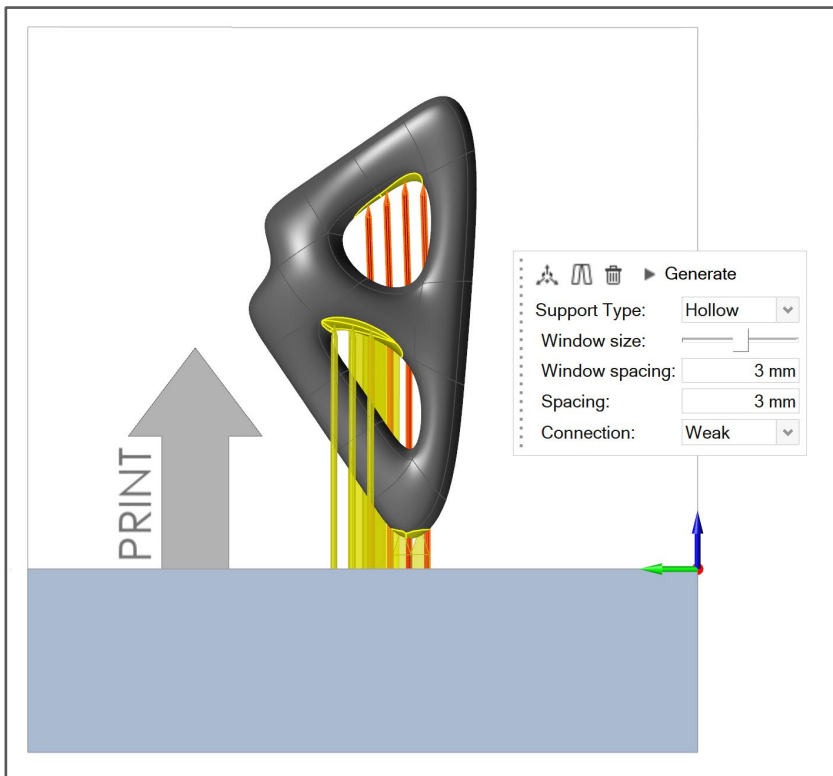 Generate
Support Type: Hollow
Window size:
Window spacing: 3 mm
Spacing: 3 mm
Connection: Weak
PRINT